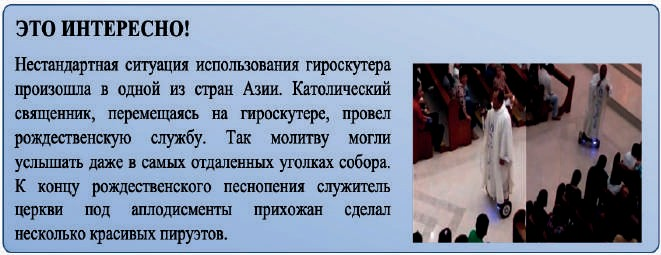 ЭТО ИНТЕРЕСНО!
Нестандартная ситуация использования гироскутера
произошла в одной из стран Азии. Католический
священник, перемещаясь на гироскутере, провел
рождественскую службу. Так молитву могли
услышать даже в самых отдаленных уголках собора.
К концу рождественского песнопения служитель
церкви под аплодисменты прихожан сделал
несколько красивых пируэтов.